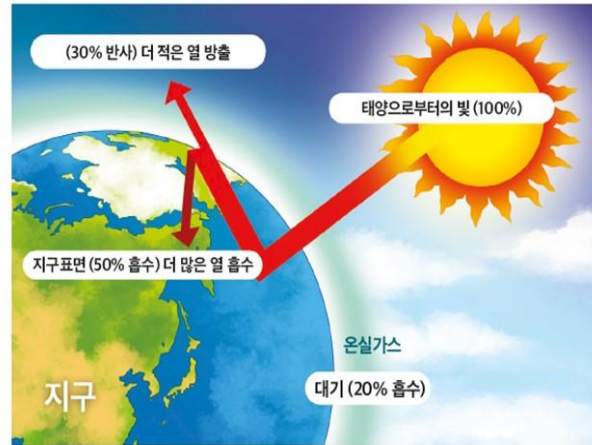 (30% 반사) 더 적은 열 방출
태양으로부터의 빛 (100%)
지구표면 (50% 흡수) 더 많은 열 흡수
온실가스
대기 (20% 흡수)
지구